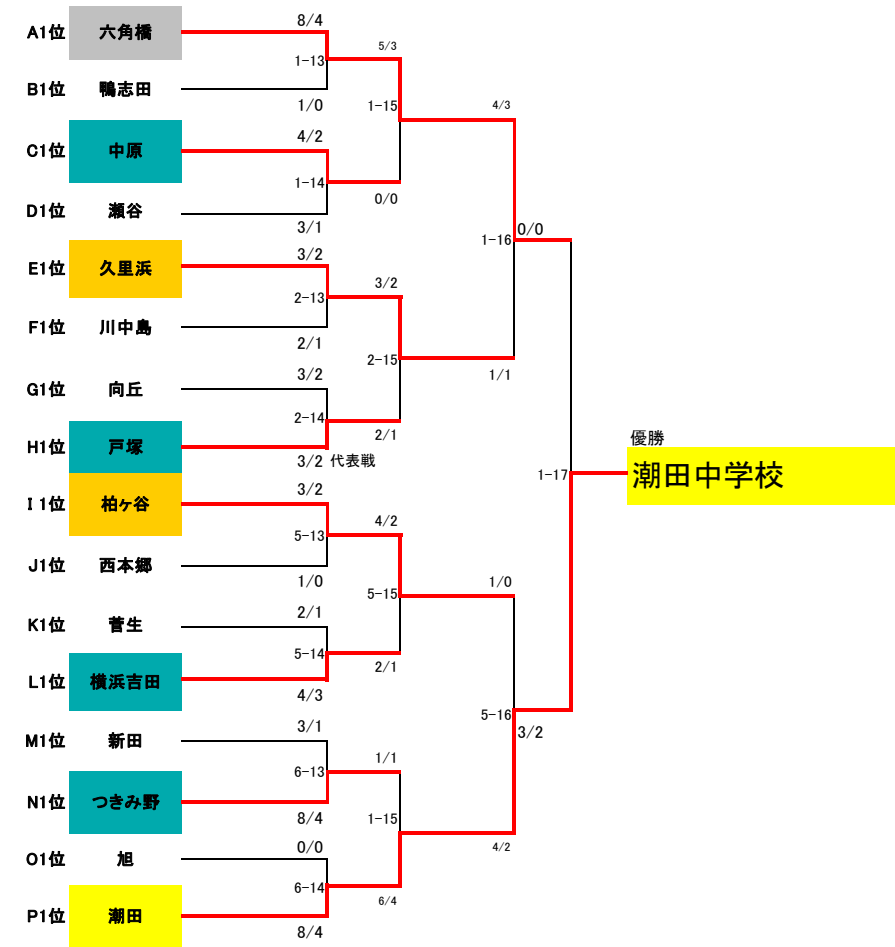 8/4
A1位 六角橋
5/3
1-13
B1位 鴨志田
1/0
1-15
4/3
4/2
C1位 中原
1-14
0/0
D1位 瀬谷
3/1
0/0
1-16
3/2
E1位 久里浜
3/2
2-13
F1位 川中島
2/1
2-15
3/2
1/1
G1位 向丘
2-14
2/1
優勝
H1位 戸塚
3/2 代表戦
潮田中学校
1-17
3/2
I 1位 柏ヶ谷
4/2
5-13
J1位 西本郷
1/0
1/0
5-15
2/1
K1位 菅生
5-14
2/1
L1位 横浜吉田
4/3
5-16
3/1
3/2
M1位 新田
1/1
6-13
N1位 つきみ野
8/4
1-15
0/0
4/2
O1位 旭
6-14
6/4
P1位 潮田
8/4